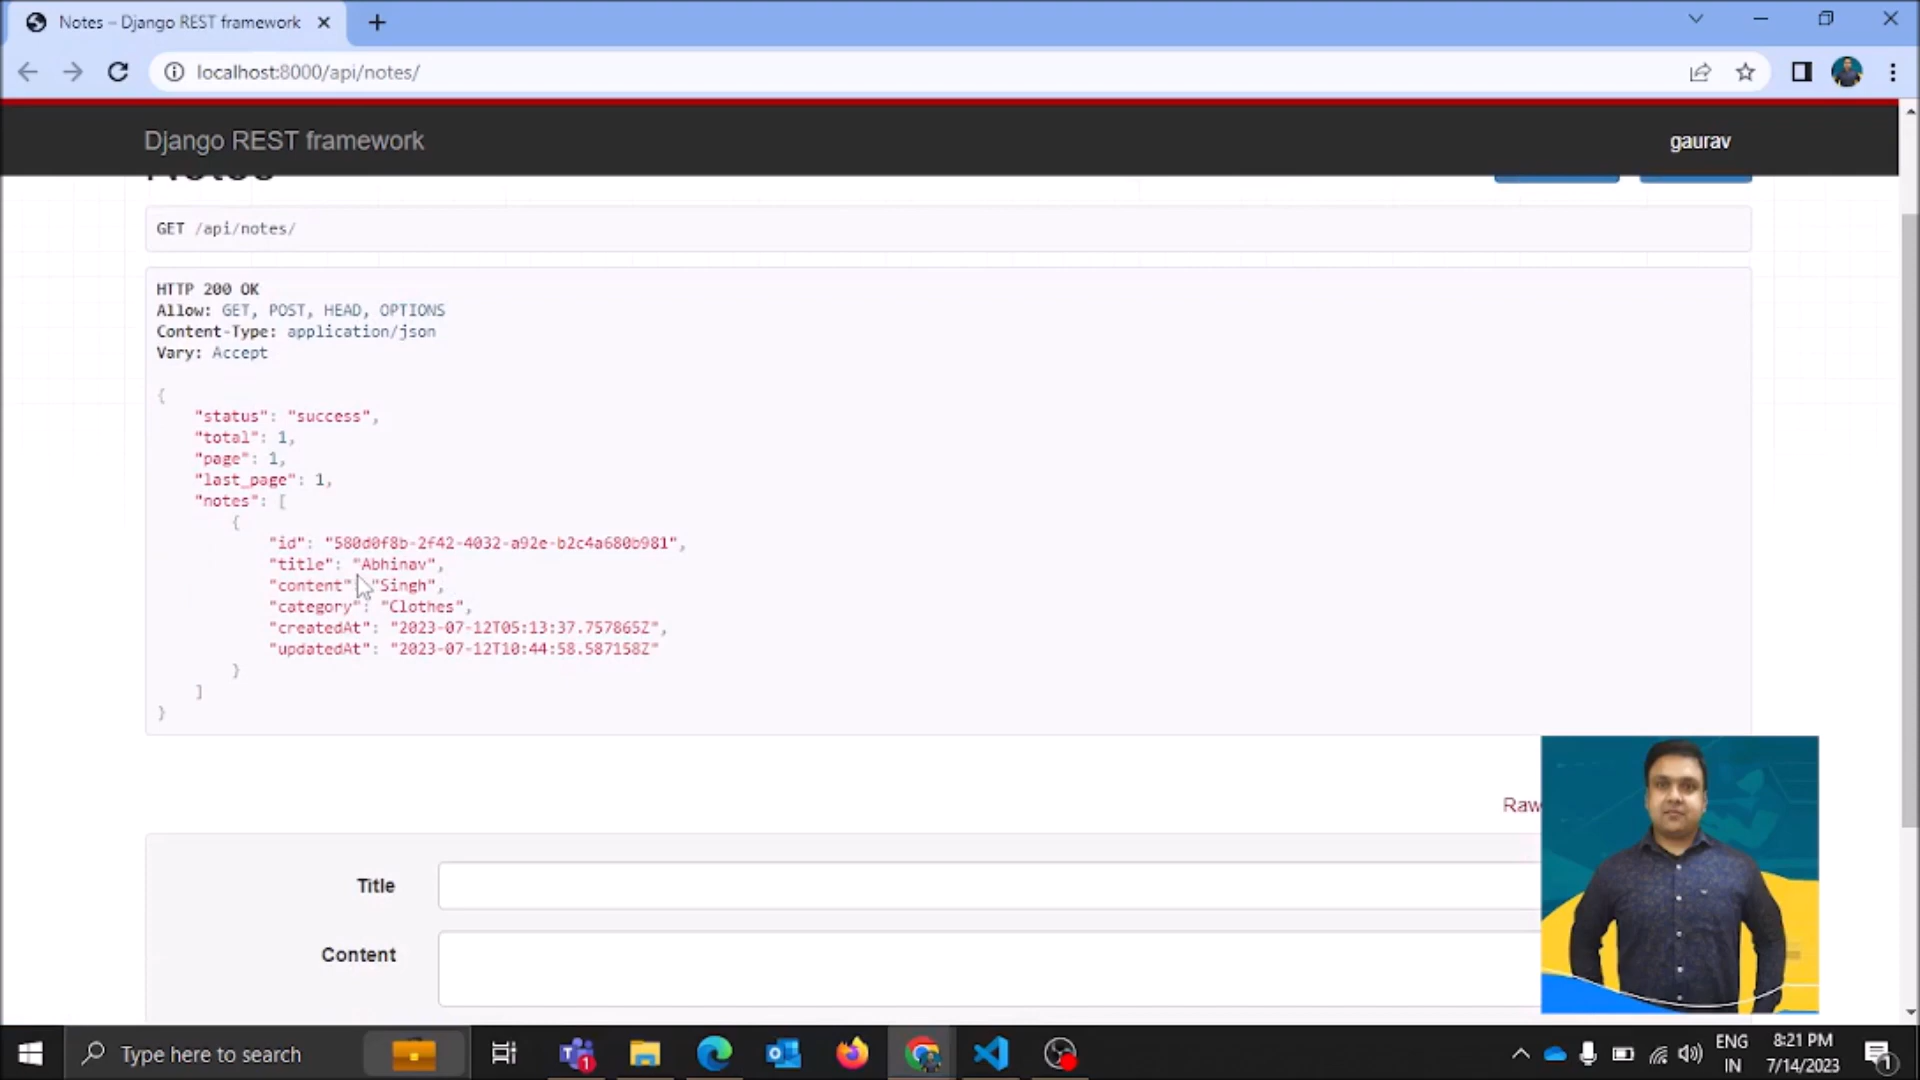 Notes – Django REST framework
localhost:8000/api/notes/
Django REST framework
gaurav
Notes
GET /api/notes/
HTTP 200 OK
Allow: GET, POST, HEAD, OPTIONS
Content-Type: application/json
Vary: Accept
{
"status": "success",
"total": 1,
"page": 1,
"last_page": 1,
"notes": [
{
"id": "580d0f8b-2f42-4032-a92e-b2c4a680b981",
"title": "Abhinav",
"content": "Singh",
"category": "Clothes",
"createdAt": "2023-07-12T05:13:37.757865Z",
"updatedAt": "2023-07-12T10:44:58.587158Z"
}
]
}
Raw
Title
Content
Type here to search
1
ENG
IN
8:21 PM
7/14/2023
1